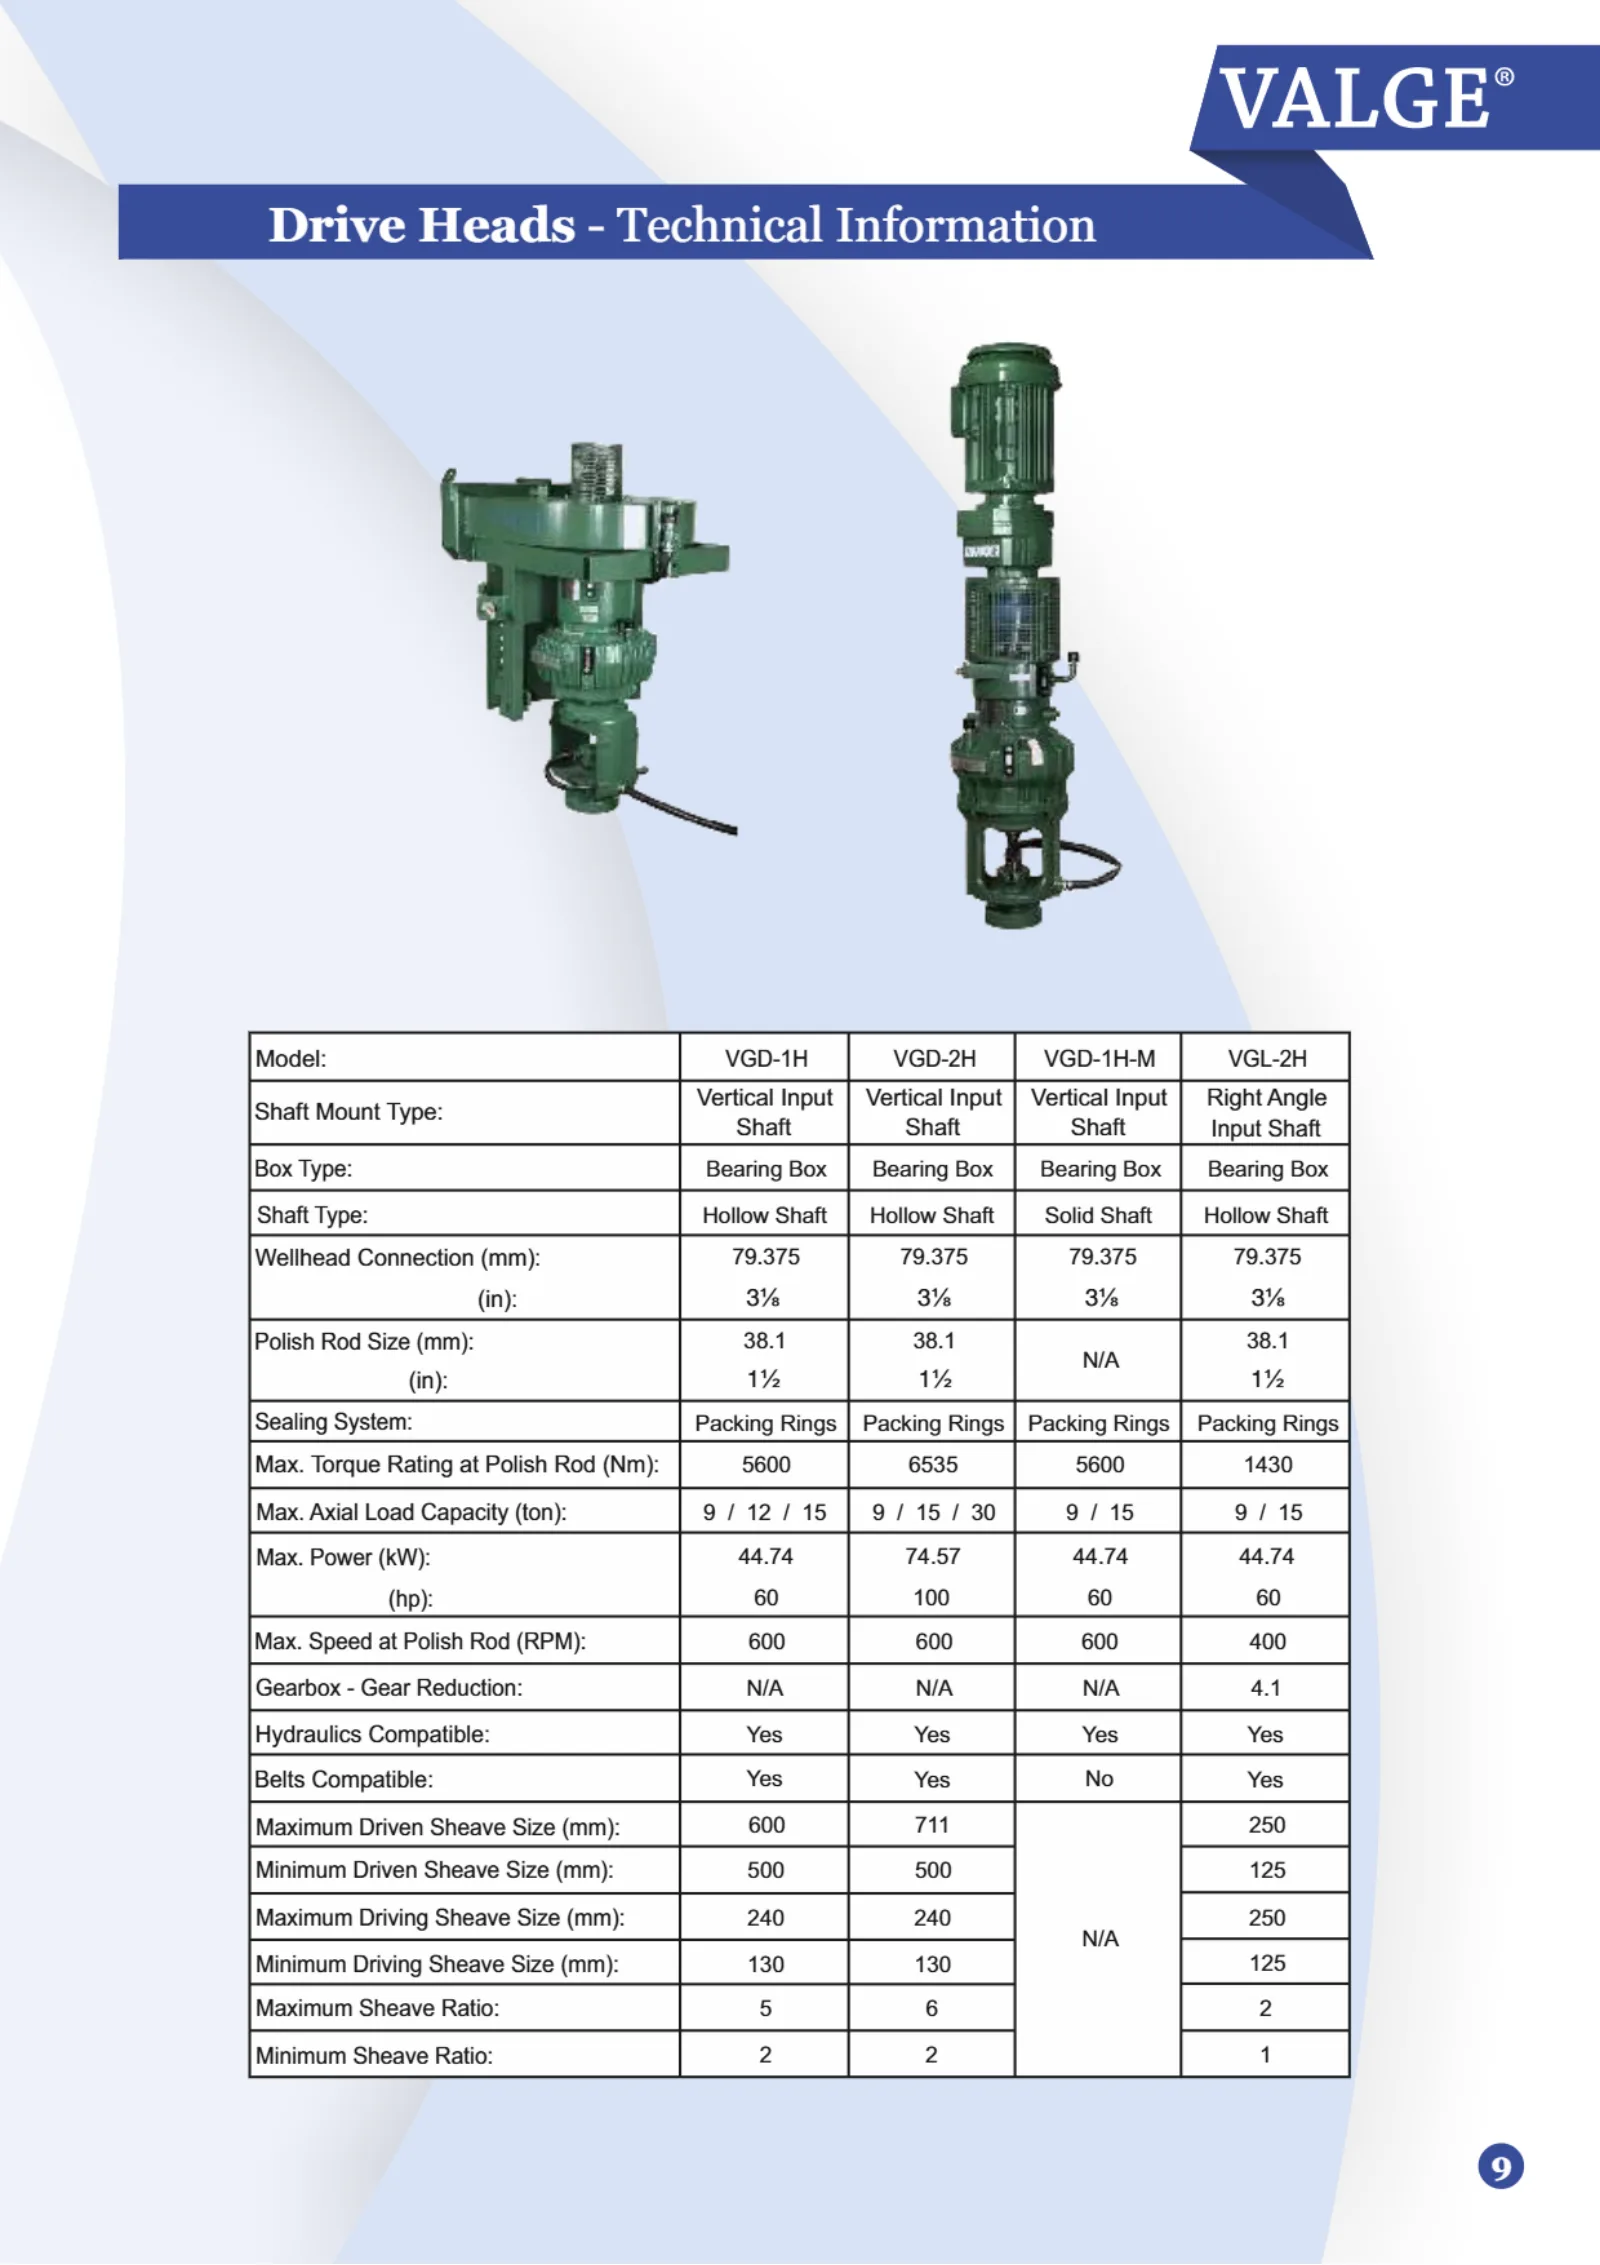 VALGE®
Drive Heads - Technical Information
Model: VGD-1H VGD-2H VGD-1H-M VGL-2H
Shaft Mount Type: Vertical Input Shaft Vertical Input Shaft Vertical Input Shaft Right Angle Input Shaft
Box Type: Bearing Box Bearing Box Bearing Box Bearing Box
Shaft Type: Hollow Shaft Hollow Shaft Solid Shaft Hollow Shaft
Wellhead Connection (mm): 79.375 79.375 79.375 79.375
(in): 3⅛ 3⅛ 3⅛ 3⅛
Polish Rod Size (mm): 38.1 38.1 N/A 38.1
(in): 1½ 1½ 1½
Sealing System: Packing Rings Packing Rings Packing Rings Packing Rings
Max. Torque Rating at Polish Rod (Nm): 5600 6535 5600 1430
Max. Axial Load Capacity (ton): 9 / 12 / 15 9 / 15 / 30 9 / 15 9 / 15
Max. Power (kW): 44.74 74.57 44.74 44.74
(hp): 60 100 60 60
Max. Speed at Polish Rod (RPM): 600 600 600 400
Gearbox - Gear Reduction: N/A N/A N/A 4.1
Hydraulics Compatible: Yes Yes Yes Yes
Belts Compatible: Yes Yes No Yes
Maximum Driven Sheave Size (mm): 600 711 250
Minimum Driven Sheave Size (mm): 500 500 125
Maximum Driving Sheave Size (mm): 240 240 N/A 250
Minimum Driving Sheave Size (mm): 130 130 125
Maximum Sheave Ratio: 5 6 2
Minimum Sheave Ratio: 2 2 1
9